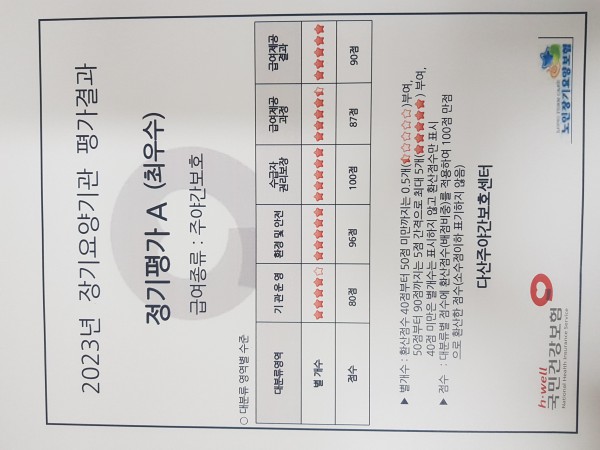 2023년 장기요양기관 평가결과
정기평가 A (최우수)
급여종류 : 주야간보호
○ 대분류 영역별 수준
대분류영역 기 관 운 영 환경 및 안전 수급자 권리보장 급여제공 과정 급여제공 결과
별 개수 ★★★★☆ ★★★★★ ★★★★★ ★★★★⯪ ★★★★★
점수 80점 96점 100점 87점 90점
▶ 별개수 : 환산점수 40점부터 50점 미만까지는 0.5개(⯪☆☆☆☆)부여,
50점부터 90점까지는 5점 간격으로 최대 5개(★★★★★) 부여,
40점 미만은 별개수는 표시하지 않고 환산점수만 표시
▶ 점수 : 대분류별 점수에 환산점수(배점비중)를 적용하여 100점 만점
으로 환산한 점수(소수점이하 표기하지 않음)
다산주야간보호센터
h·well
국민건강보험
National Health Insurance Service
노인장기요양보험